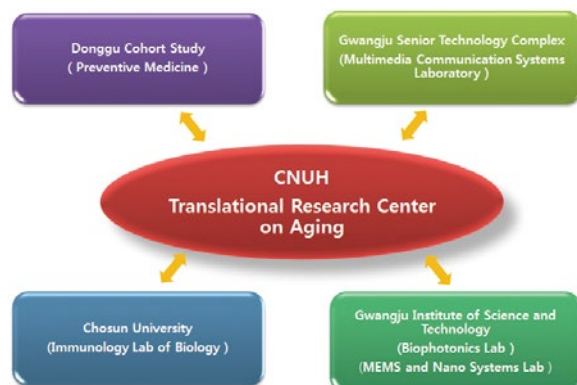 Donggu Cohort Study
( Preventive Medicine )
Gwangju Senior Technology Complex
(Multimedia Communication Systems
Laboratory )
CNUH
Translational Research Center
on Aging
Chosun University
(Immunology Lab of Biology )
Gwangju Institute of Science and
Technology
(Biophotonics Lab )
(MEMS and Nano Systems Lab )